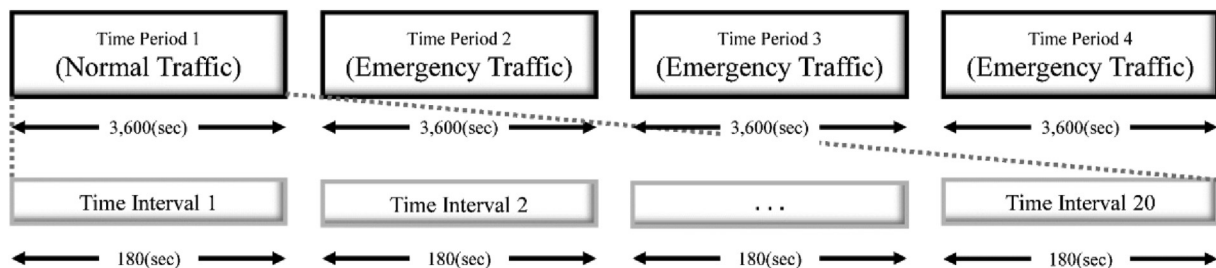 Time Period 1
(Normal Traffic)
Time Period 2
(Emergency Traffic)
Time Period 3
(Emergency Traffic)
Time Period 4
(Emergency Traffic)
3,600(sec)
3,600(sec)
3,600(sec)
3,600(sec)
Time Interval 1
Time Interval 2
...
Time Interval 20
180(sec)
180(sec)
180(sec)
180(sec)